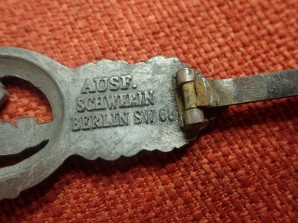 AUSF.
SCHWERIN
BERLIN SW 68